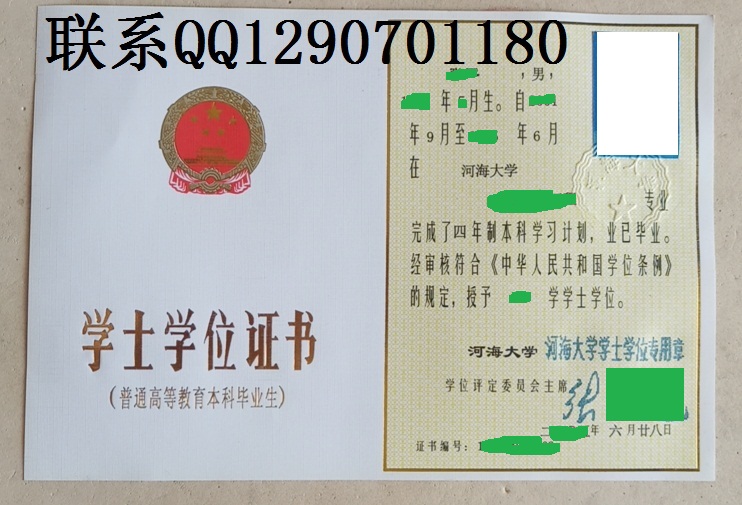 联系QQ1290701180
学士学位证书
(普通高等教育本科毕业生)
，男，
年 月生。自
年9月至 年6月
在 河海大学
专业
完成了四年制本科学习计划，业已毕业。
经审核符合《中华人民共和国学位条例》
的规定，授予 学学士学位。
河海大学 河海大学学士学位专用章
学位评定委员会主席
张
二 年 六月廿八日
证书编号：